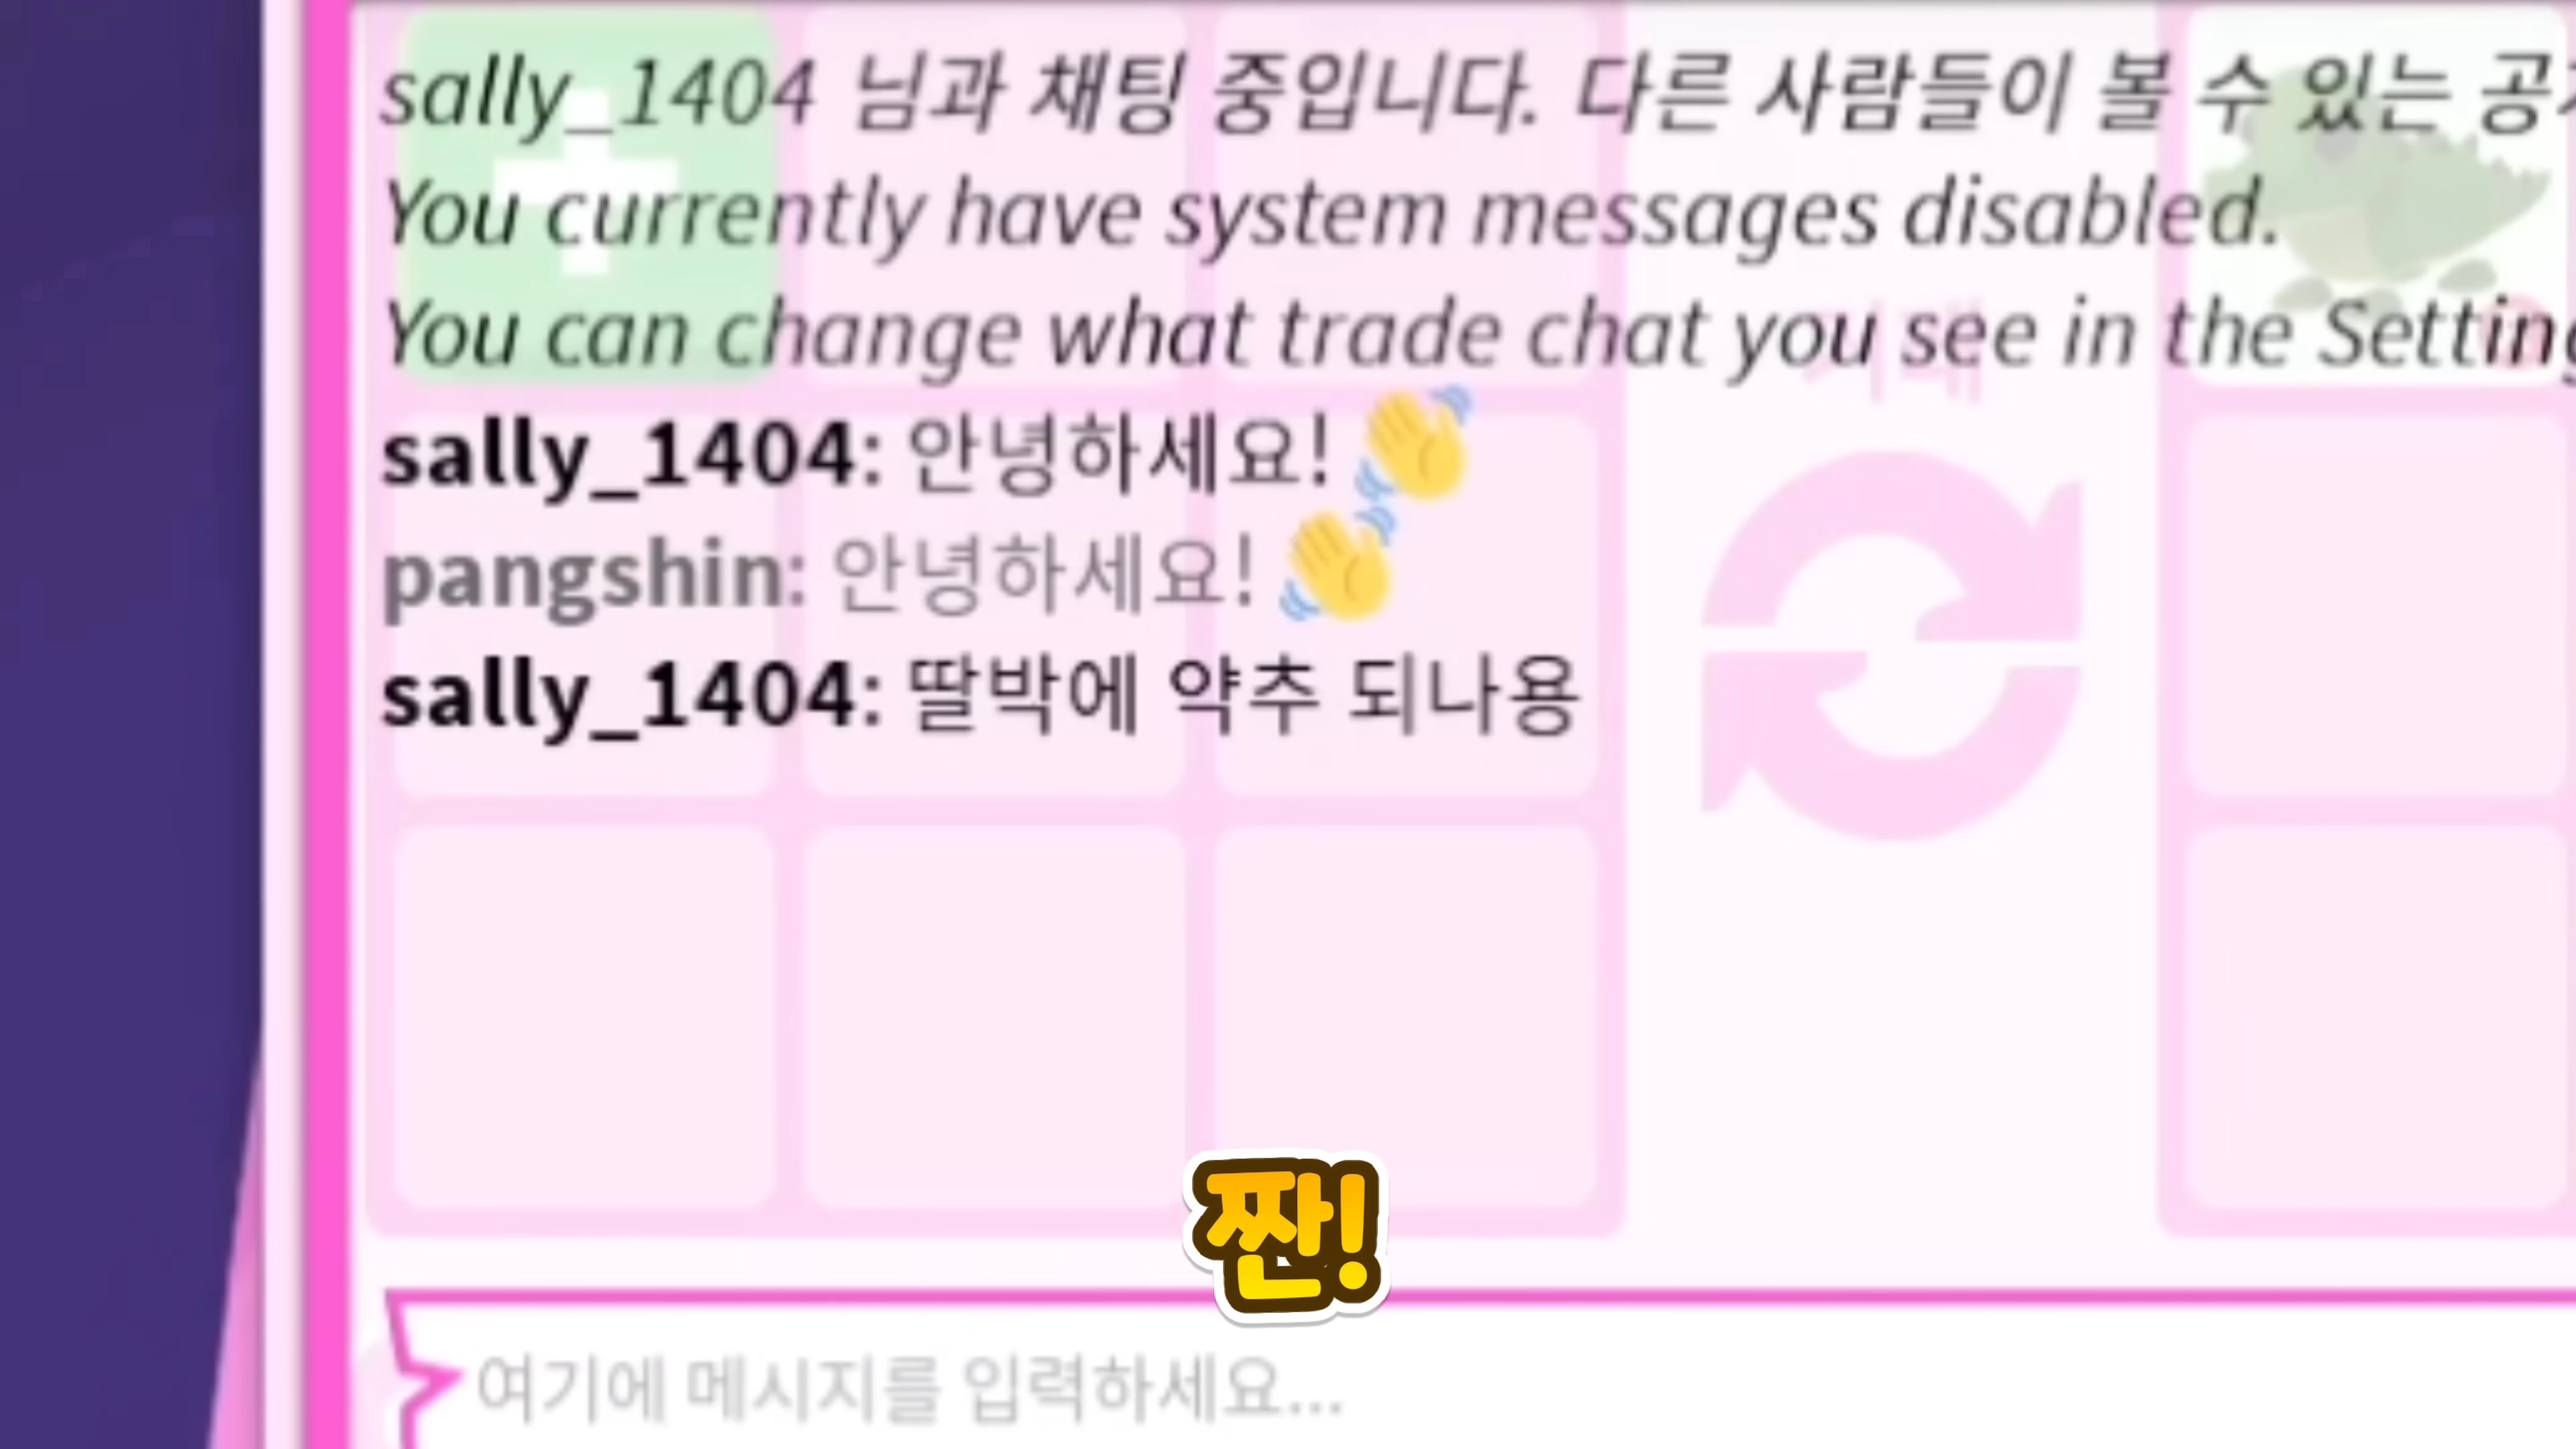 sally_1404 님과 채팅 중입니다. 다른 사람들이 볼 수 있는
You currently have system messages disabled.
You can change what trade chat you see in the
sally_1404: 안녕하세요! 👋
pangshin: 안녕하세요! 👋
sally_1404: 딸박에 약추 되나용
짠!
여기에 메시지를 입력하세요...